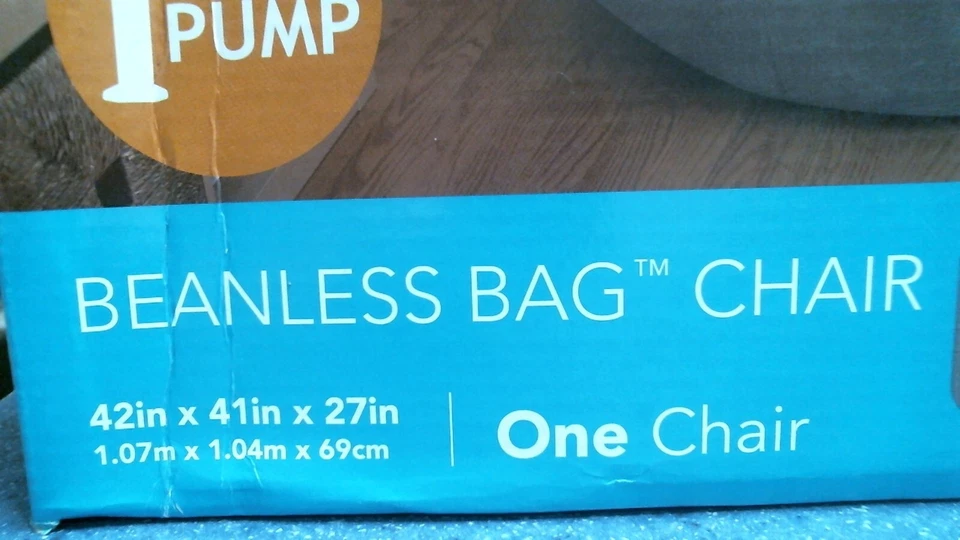 PUMP
BEANLESS BAG™ CHAIR
42in x 41in x 27in
1.07m x 1.04m x 69cm
One Chair